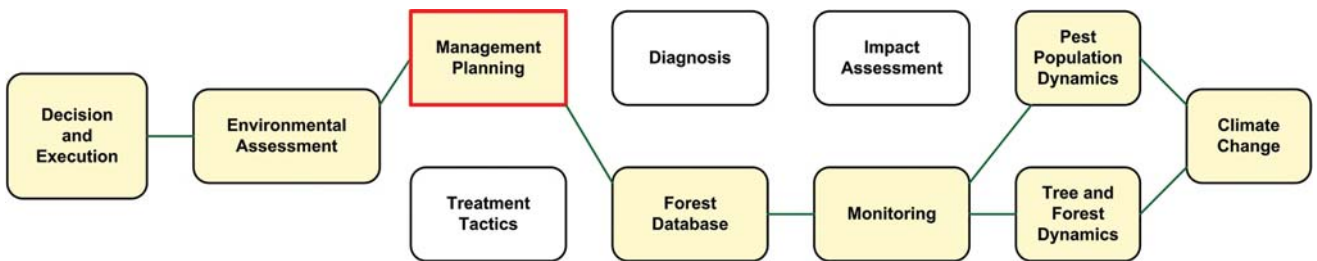 Decision
and
Execution
Environmental
Assessment
Management
Planning
Treatment
Tactics
Diagnosis
Forest
Database
Impact
Assessment
Monitoring
Pest
Population
Dynamics
Tree and
Forest
Dynamics
Climate
Change